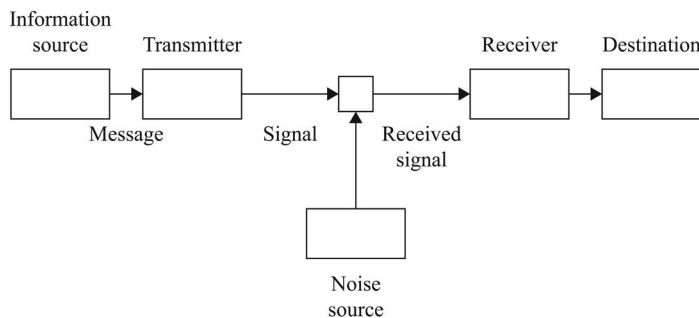 Information
source
Transmitter
Receiver
Destination
Message
Signal
Received
signal
Noise
source